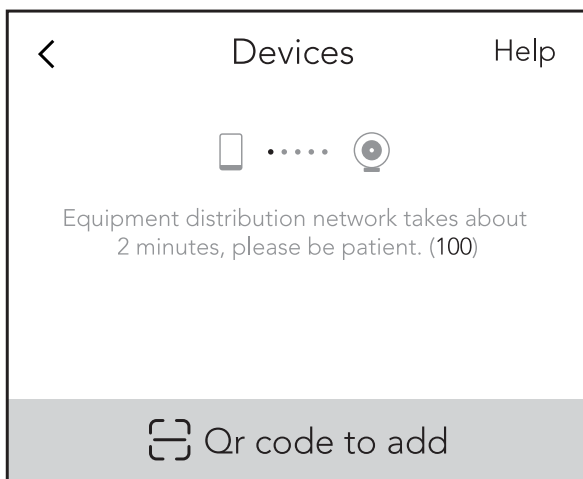 Devices
Help
Equipment distribution network takes about
2 minutes, please be patient. (100)
Qr code to add